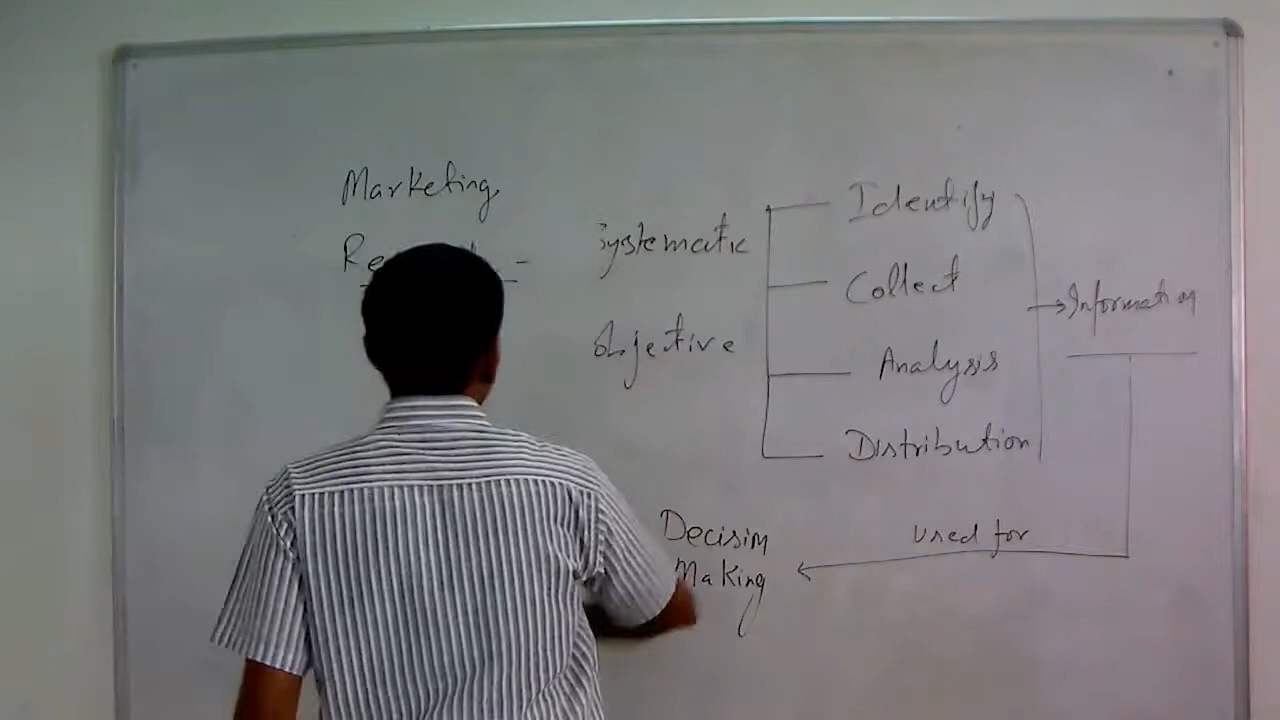 Marketing
Systematic
Objective
Identify
Collect
Analysis
Distribution
Information
used for
Decision
Making